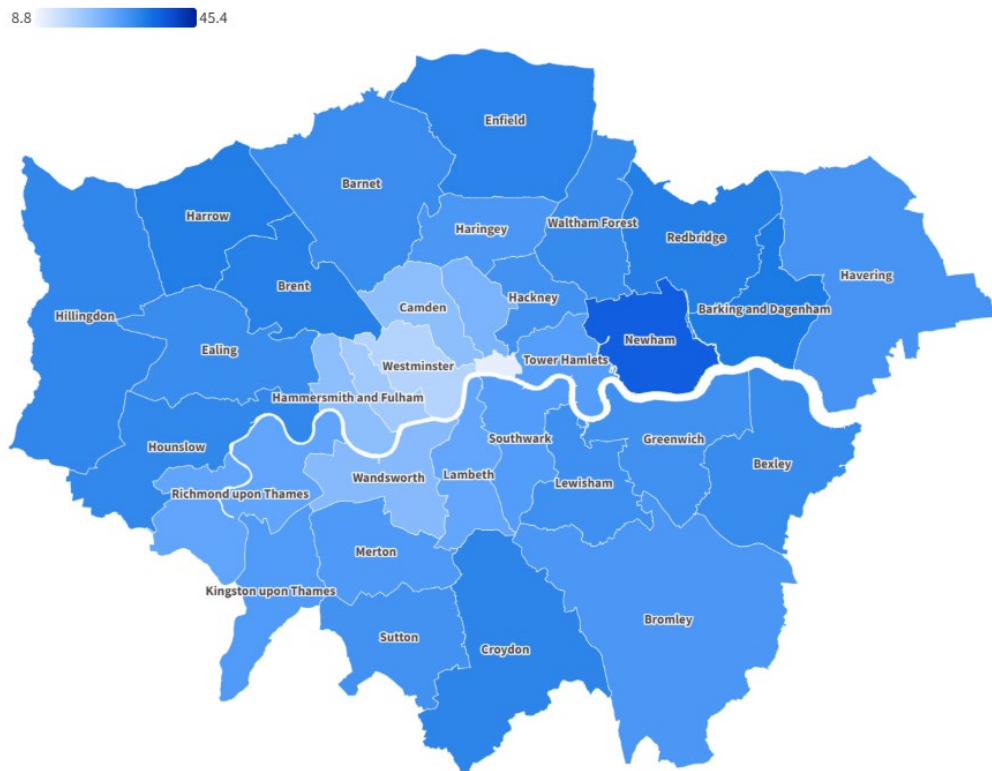 8.8 45.4
Enfield
Barnet
Harrow
Haringey
Waltham Forest
Redbridge
Havering
Brent
Hillingdon
Camden
Hackney
Barking and Dagenham
Ealing
Newham
Westminster
Tower Hamlets
Hammersmith and Fulham
Hounslow
Southwark
Greenwich
Bexley
Richmond upon Thames
Wandsworth
Lambeth
Lewisham
Merton
Kingston upon Thames
Bromley
Sutton
Croydon